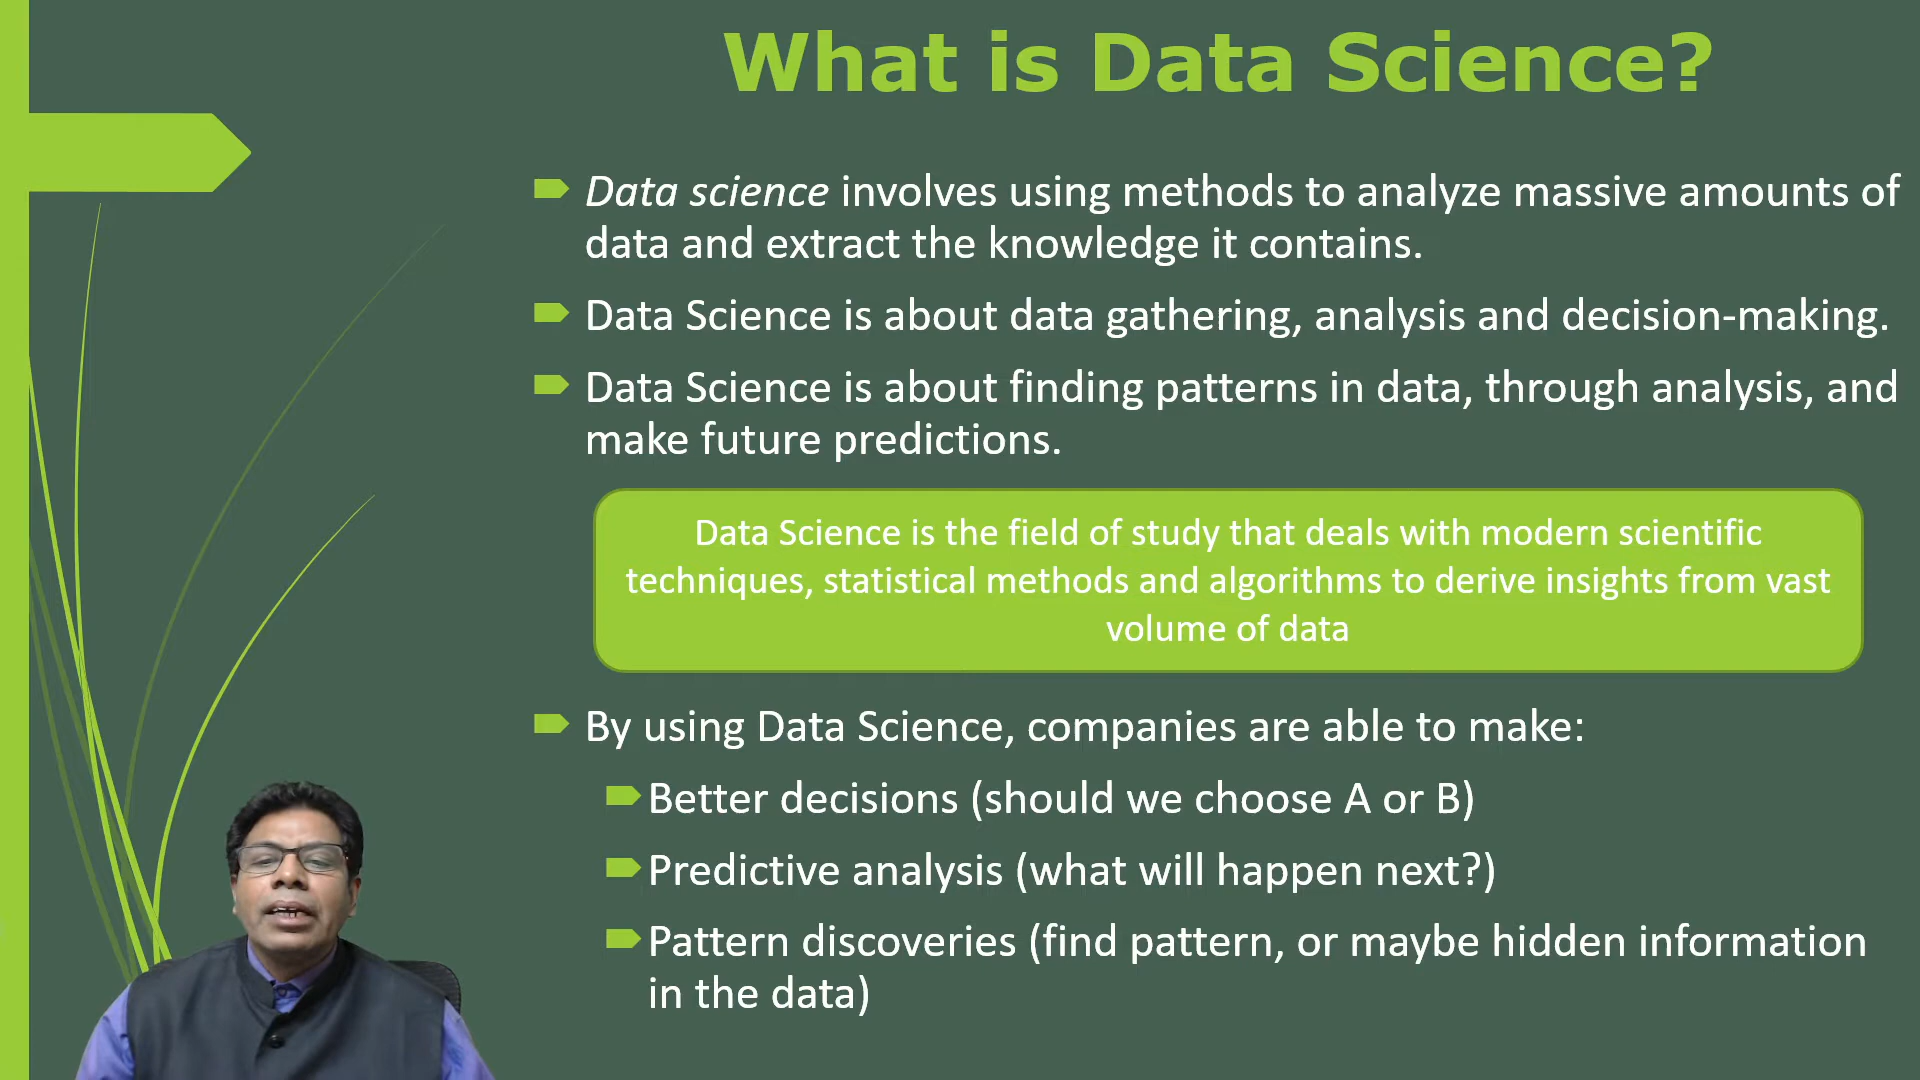 What is Data Science?
Data science involves using methods to analyze massive amounts of
data and extract the knowledge it contains.
Data Science is about data gathering, analysis and decision-making.
Data Science is about finding patterns in data, through analysis, and
make future predictions.
Data Science is the field of study that deals with modern scientific
techniques, statistical methods and algorithms to derive insights from vast
volume of data
By using Data Science, companies are able to make:
Better decisions (should we choose A or B)
Predictive analysis (what will happen next?)
Pattern discoveries (find pattern, or maybe hidden information
in the data)